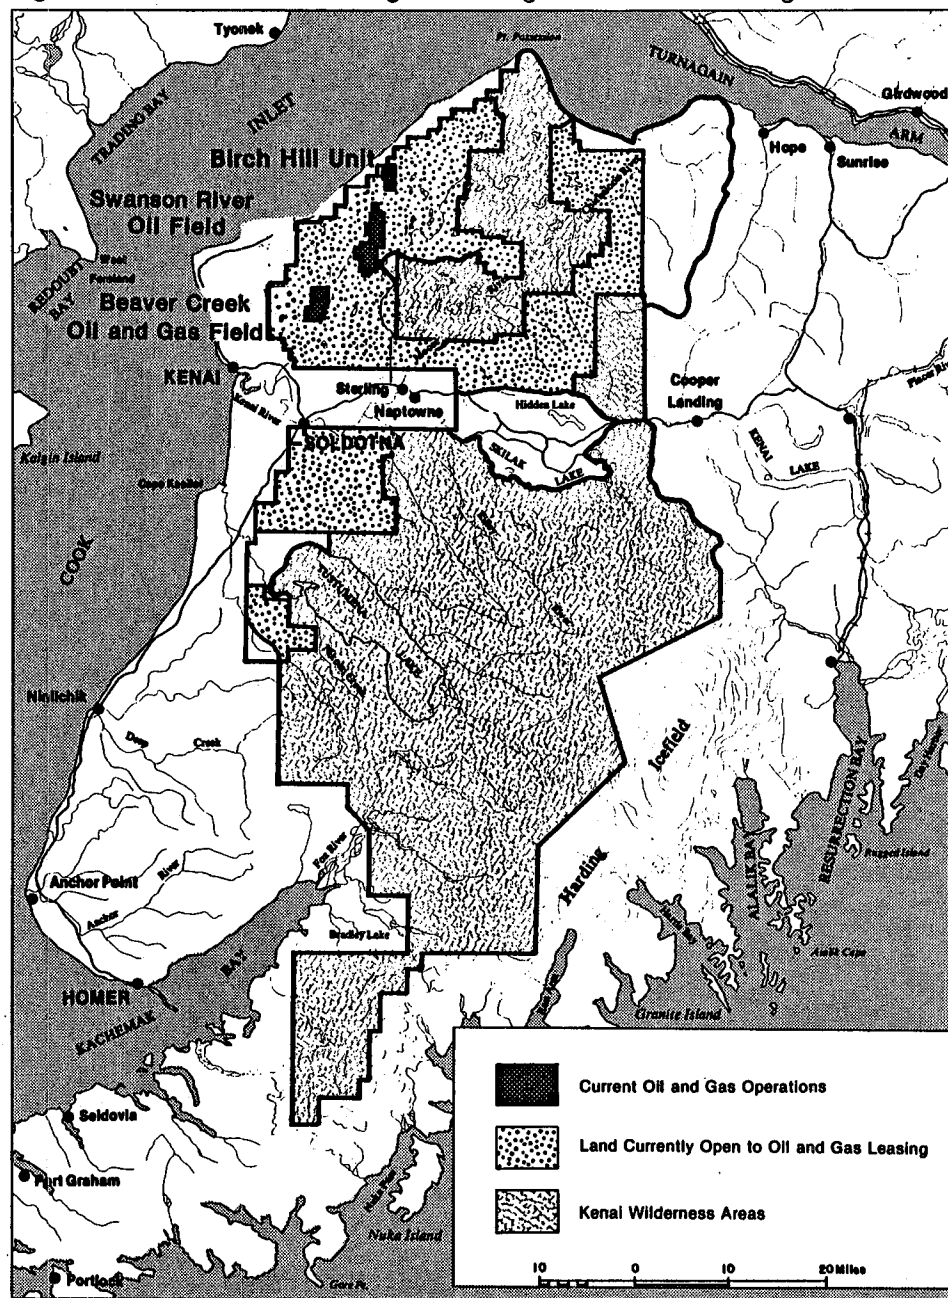 Tyonek
Pt. Possession
TURNAGAIN
ARM
Girdwood
TRADING BAY
INLET
Hope
Sunrise
Birch Hill Unit
Swanson River
Oil Field
West
Foreland
REDOUBT
BAY
Beaver Creek
Oil and Gas Field
KENAI
Sterling
Naptowne
Hidden Lake
Cooper
Landing
Kenai River
SOLDOTNA
SKILAK
LAKE
KENAI
LAKE
Kalgin Island
COOK
TUSTUMENA
LAKE
Ninilchik
Deep
Creek
Harding
Icefield
RESURRECTION BAY
Rugged Island
AIALIK BAY
Aialik Cape
Fox River
Anchor Point
Anchor
River
Bradley Lake
HOMER
KACHEMAK
BAY
Granite Island
Seldovia
Port Graham
Portlock
Nuka Island
Gore Pt.
Current Oil and Gas Operations
Land Currently Open to Oil and Gas Leasing
Kenai Wilderness Areas
10 0 10 20 Miles